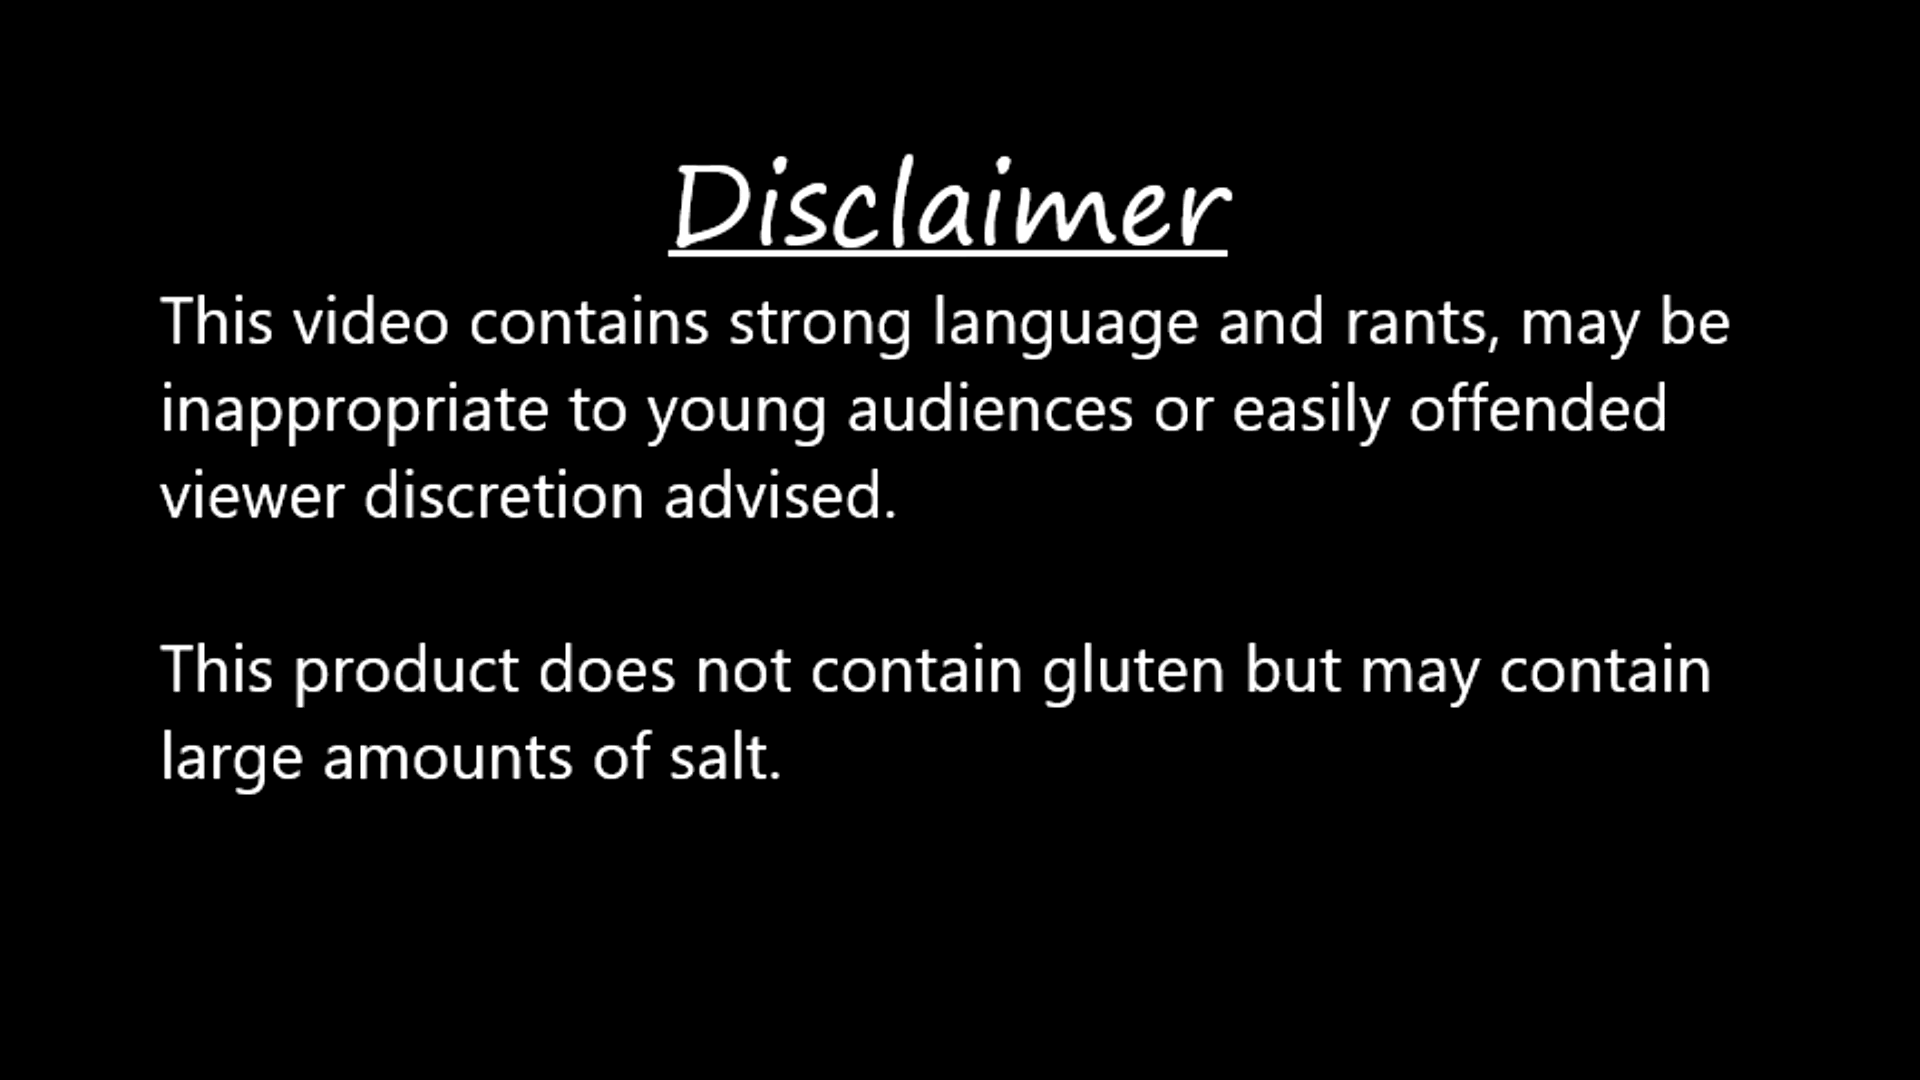 Disclaimer
This video contains strong language and rants, may be
inappropriate to young audiences or easily offended
viewer discretion advised.
This product does not contain gluten but may contain
large amounts of salt.